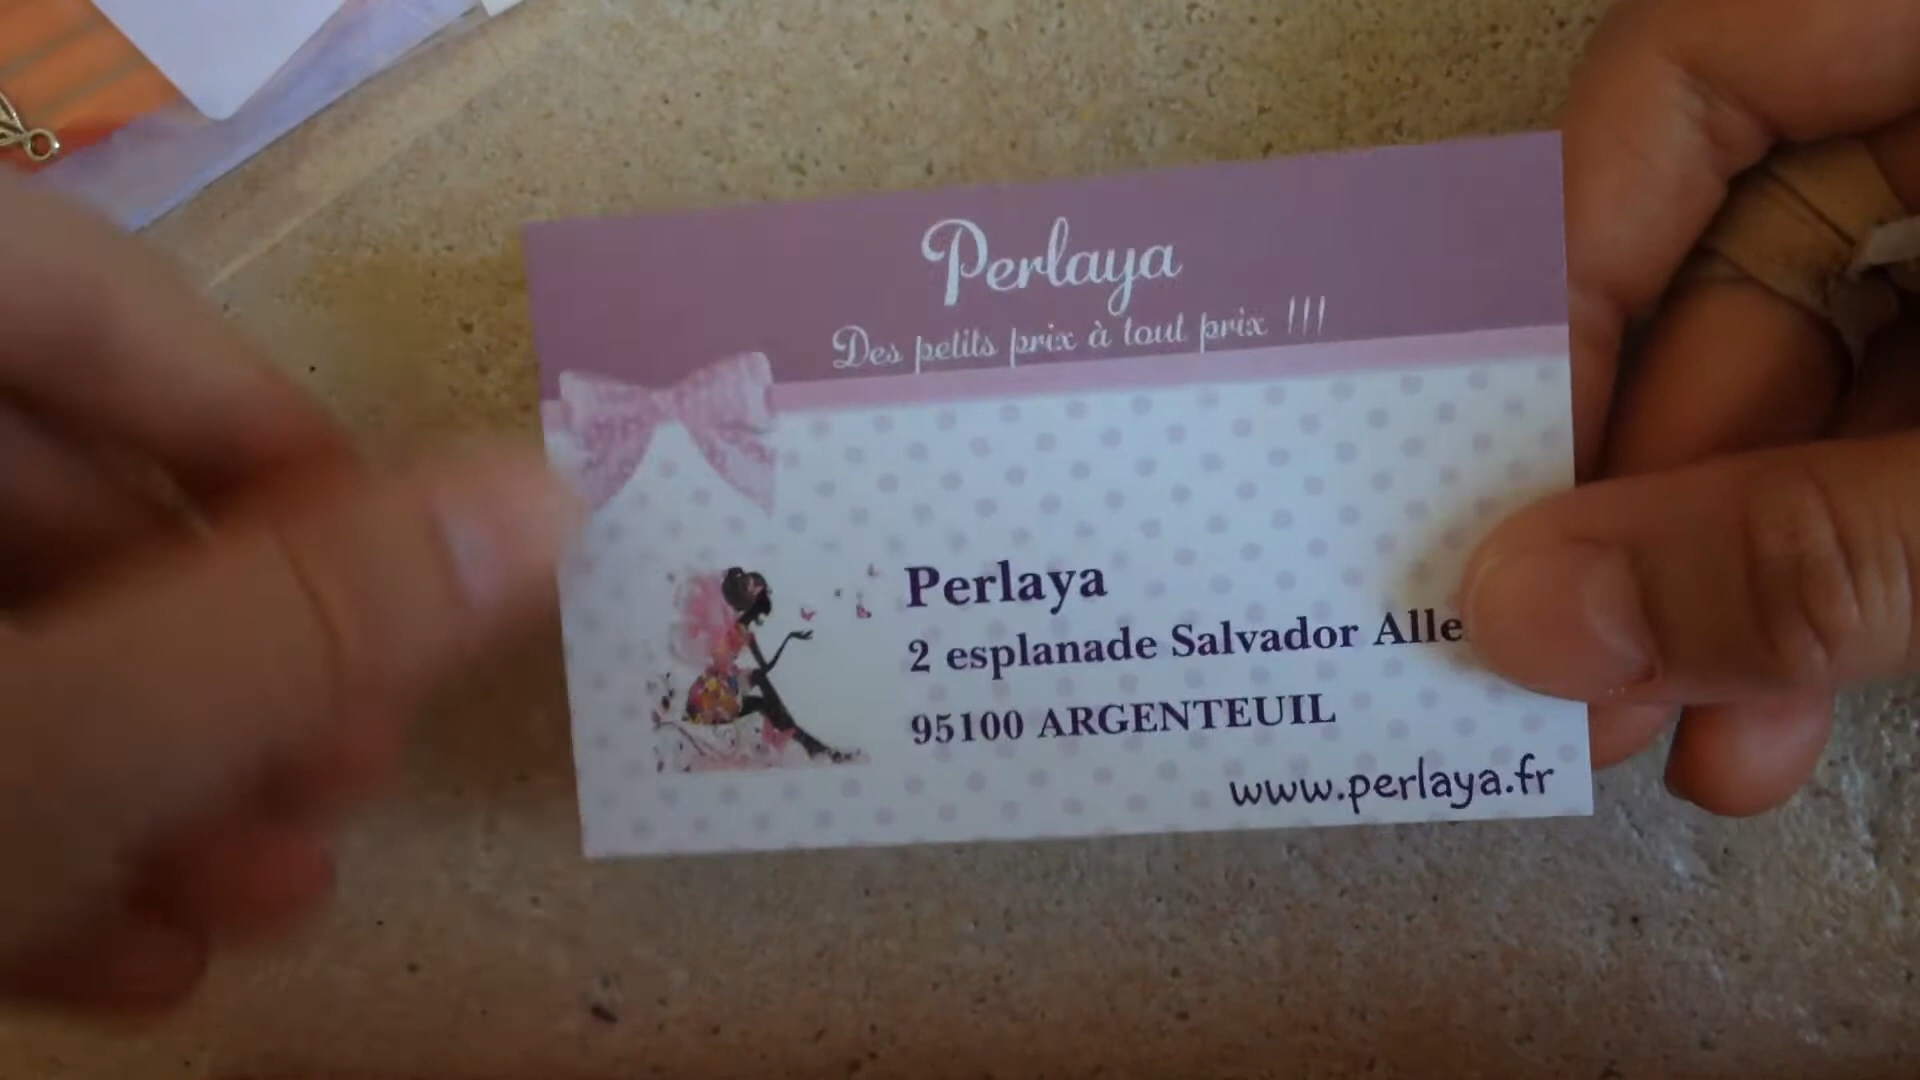 Perlaya
Des petits prix à tout prix !!!
Perlaya
2 esplanade Salvador
95100 ARGENTEUIL
www.perlaya.fr